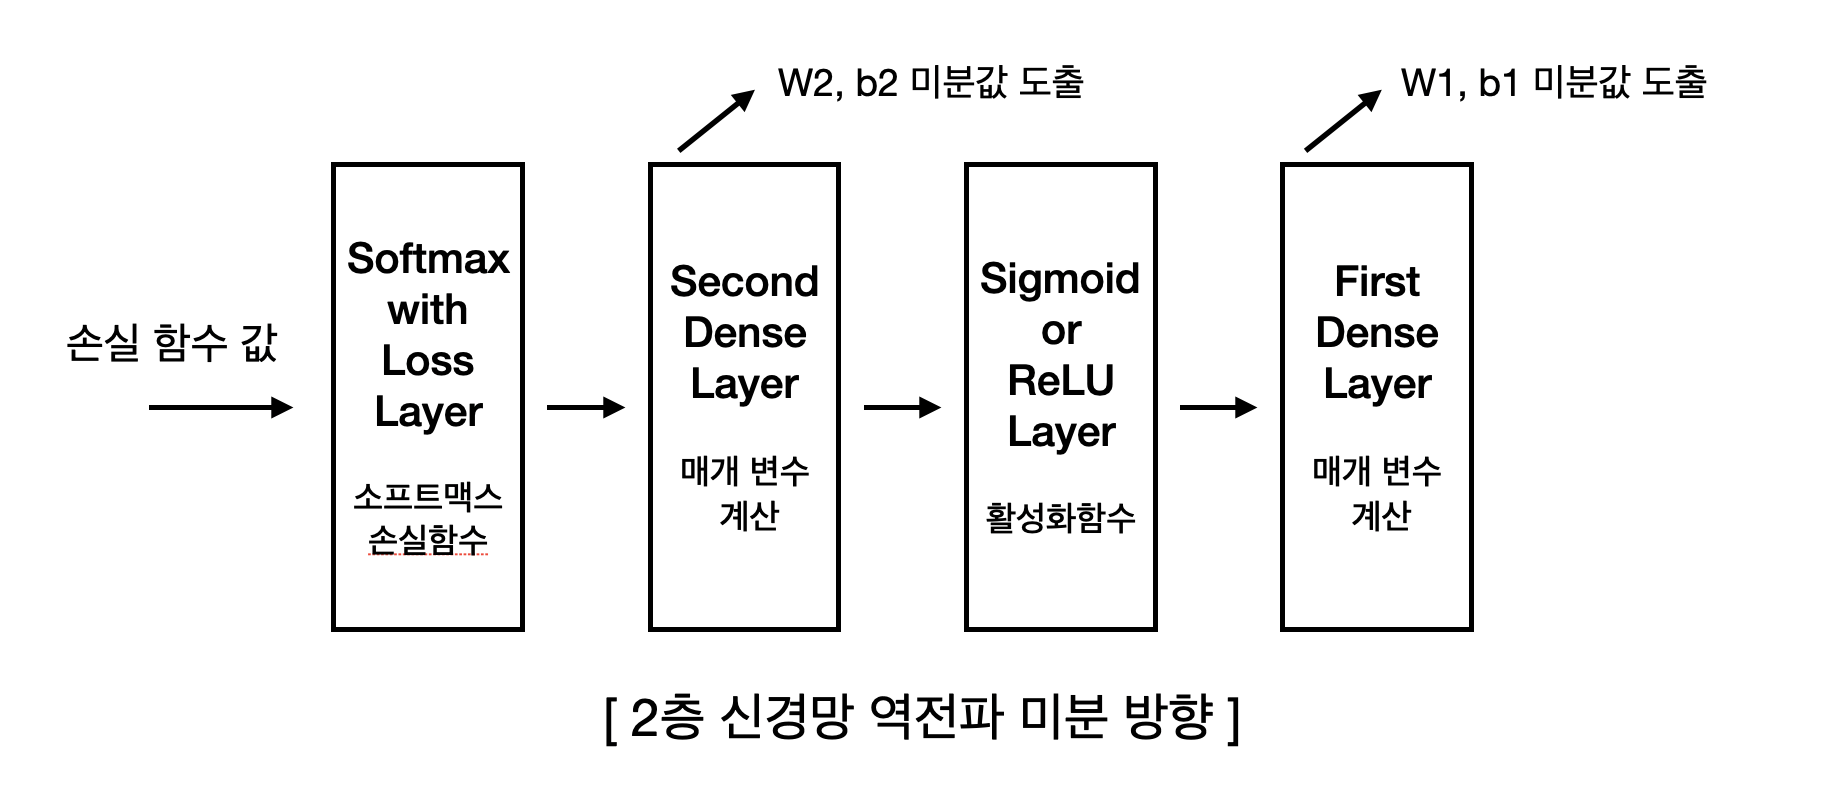 W2, b2 미분값 도출
W1, b1 미분값 도출
손실 함수 값
Softmax
with
Loss
Layer
소프트맥스
손실함수
Second
Dense
Layer
매개 변수
계산
Sigmoid
or
ReLU
Layer
활성화함수
First
Dense
Layer
매개 변수
계산
[ 2층 신경망 역전파 미분 방향 ]